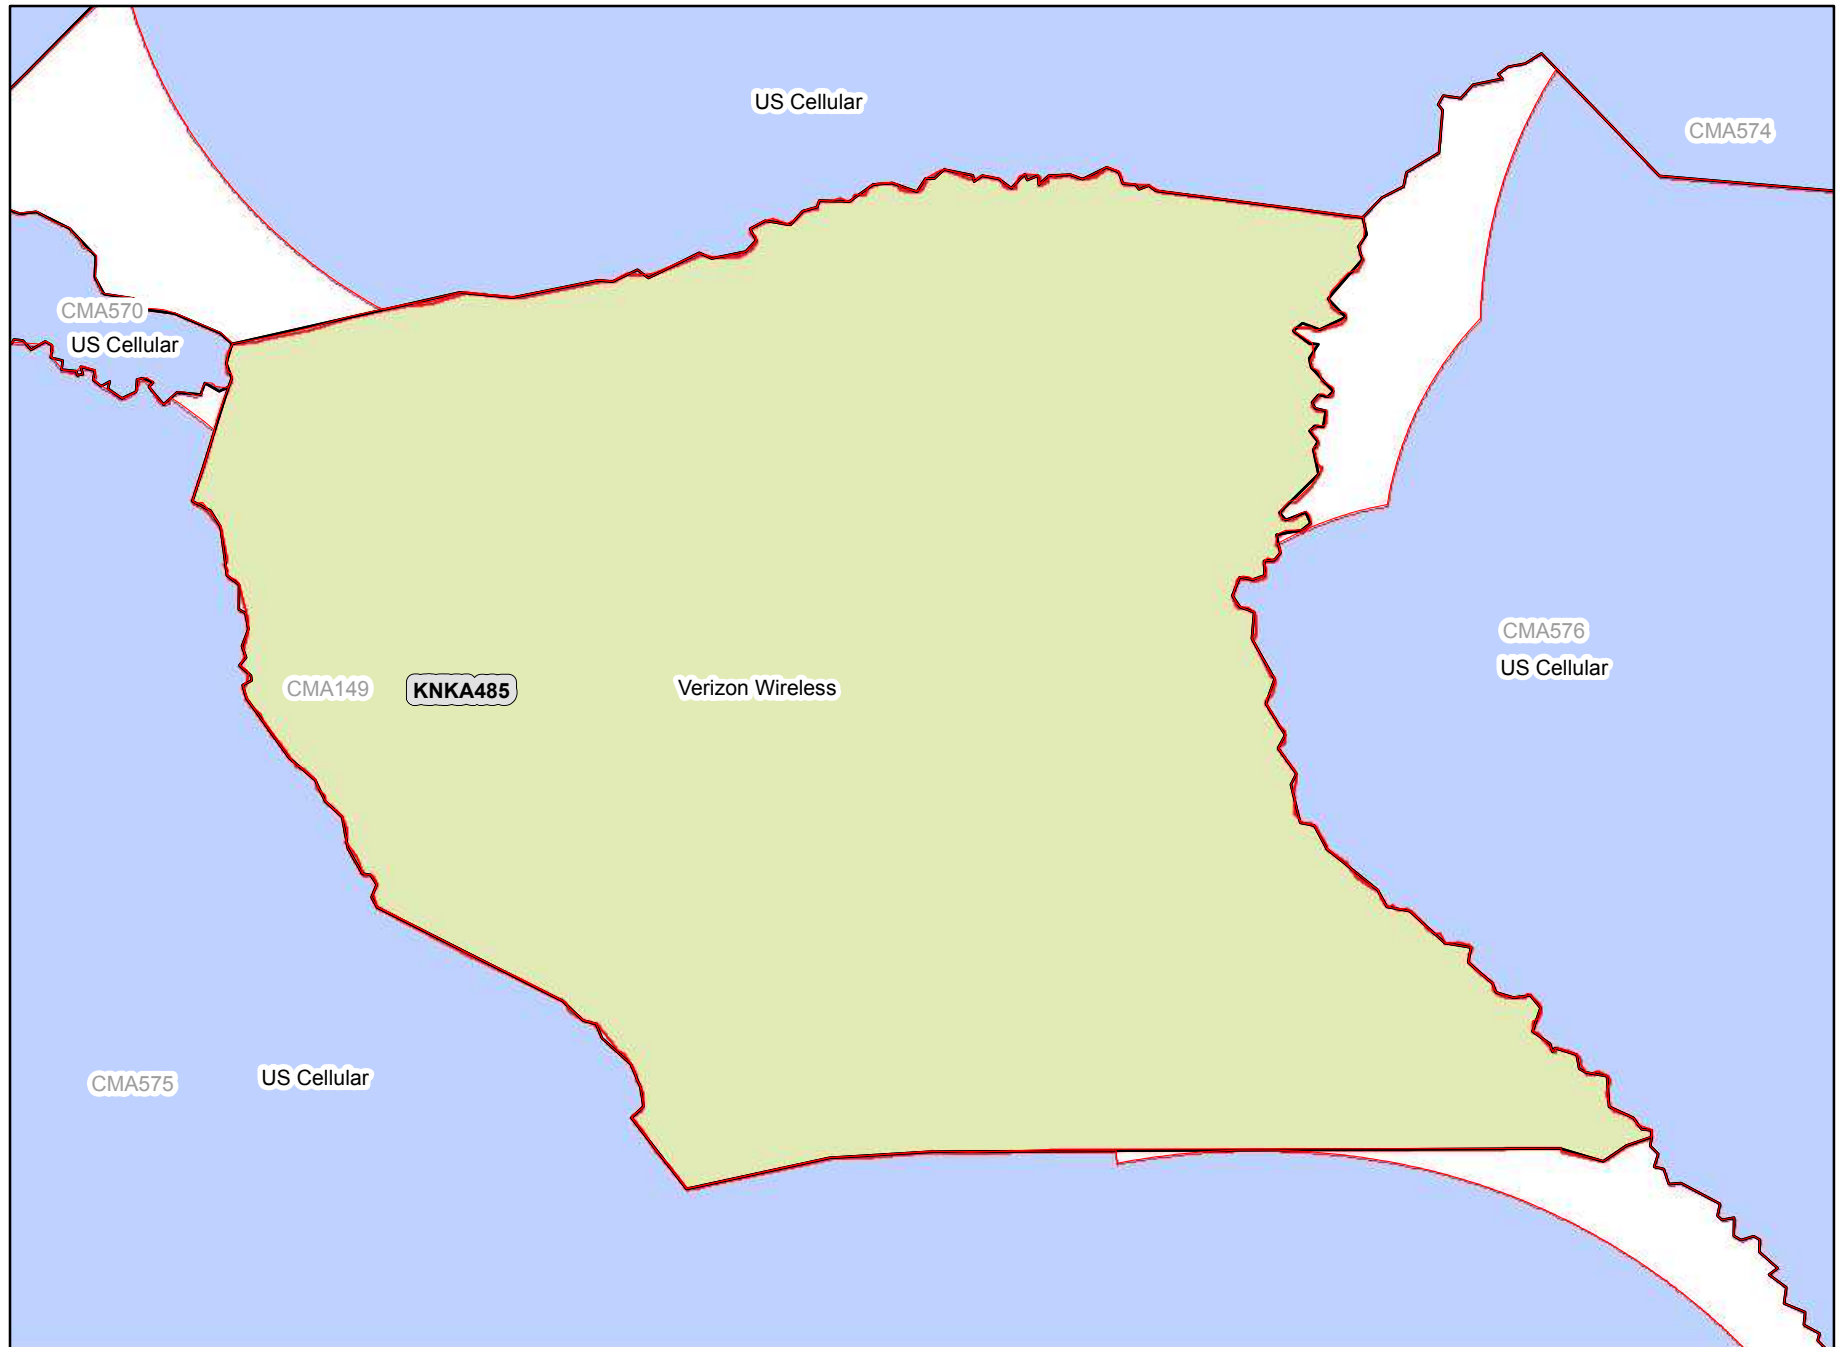 US Cellular
CMA574
CMA570
US Cellular
CMA576
US Cellular
CMA149
KNKA485
Verizon Wireless
CMA575
US Cellular